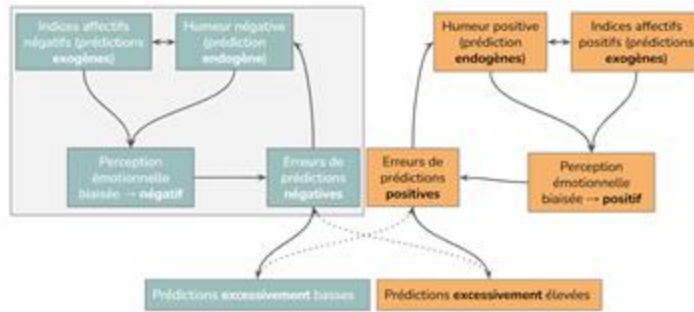 Indices affectifs
négatifs (prédictions
exogènes)
Humeur négative
(prédiction
endogène)
Humeur positive
(prédiction
endogènes)
Indices affectifs
positifs (prédictions
exogènes)
Perception
émotionnelle
biaisée → négatif
Erreurs de
prédictions
négatives
Erreurs de
prédictions
positives
Perception
émotionnelle
biaisée → positif
Prédictions excessivement basses
Prédictions excessivement élevées